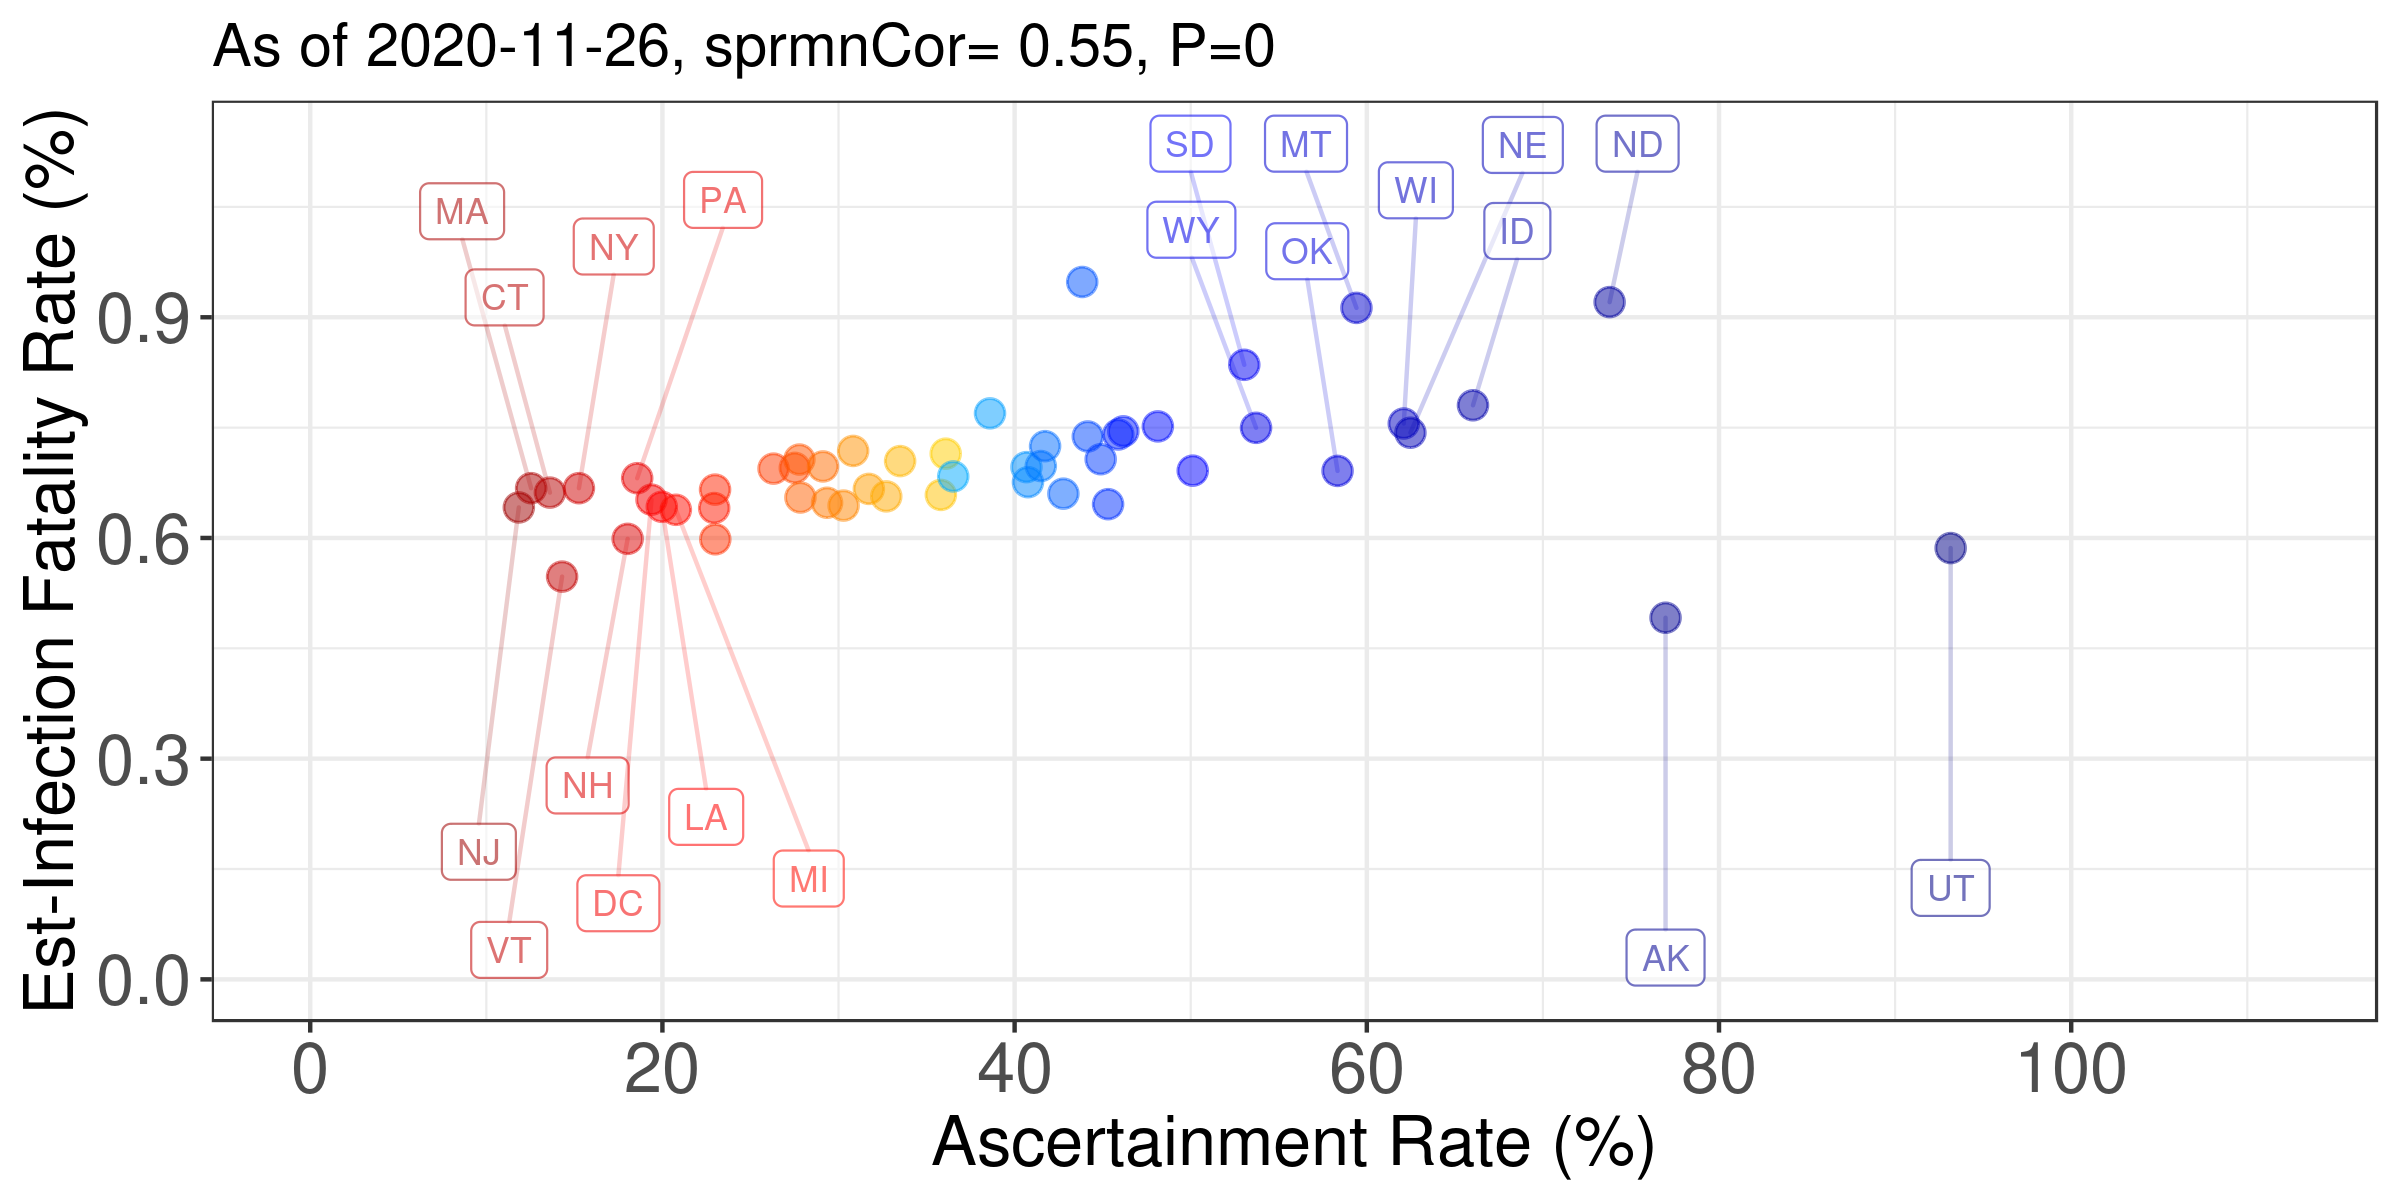 As of 2020-11-26, sprmnCor= 0.55, P=0
Est-Infection Fatality Rate (%)
0.9
0.6
0.3
0.0
SD
MT
NE
ND
WI
PA
MA
WY
ID
NY
OK
CT
NH
LA
NJ
MI
UT
DC
VT
AK
0
20
40
60
80
100
Ascertainment Rate (%)